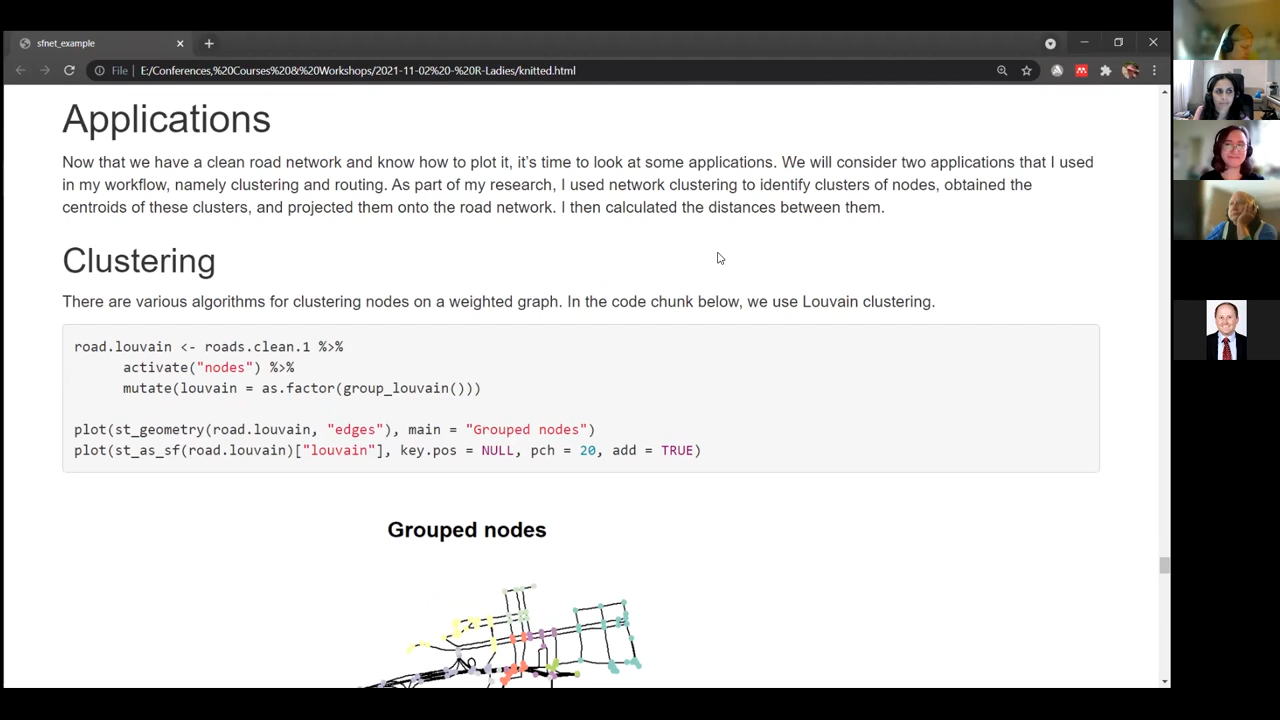 sfnet_example
File
E:/Conferences,%20Courses%20&%20Workshops/2021-11-02%20-%20R-Ladies/knitted.html
Applications
Now that we have a clean road network and know how to plot it, it's time to look at some applications. We will consider two applications that I used
in my workflow, namely clustering and routing. As part of my research, I used network clustering to identify clusters of nodes, obtained the
centroids of these clusters, and projected them onto the road network. I then calculated the distances between them.
Clustering
There are various algorithms for clustering nodes on a weighted graph. In the code chunk below, we use Louvain clustering.
road.louvain <- roads.clean.1 %>%
activate("nodes") %>%
mutate(louvain = as.factor(group_louvain()))
plot(st_geometry(road.louvain, "edges"), main = "Grouped nodes")
plot(st_as_sf(road.louvain)["louvain"], key.pos = NULL, pch = 20, add = TRUE)
Grouped nodes